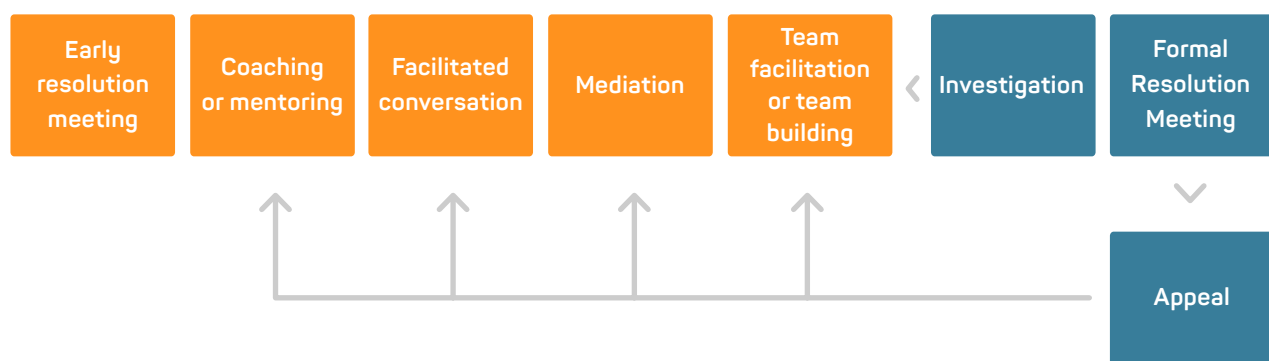 Early
resolution
meeting
Coaching
or mentoring
Facilitated
conversation
Mediation
Team
facilitation
or team
building
Investigation
Formal
Resolution
Meeting
Appeal